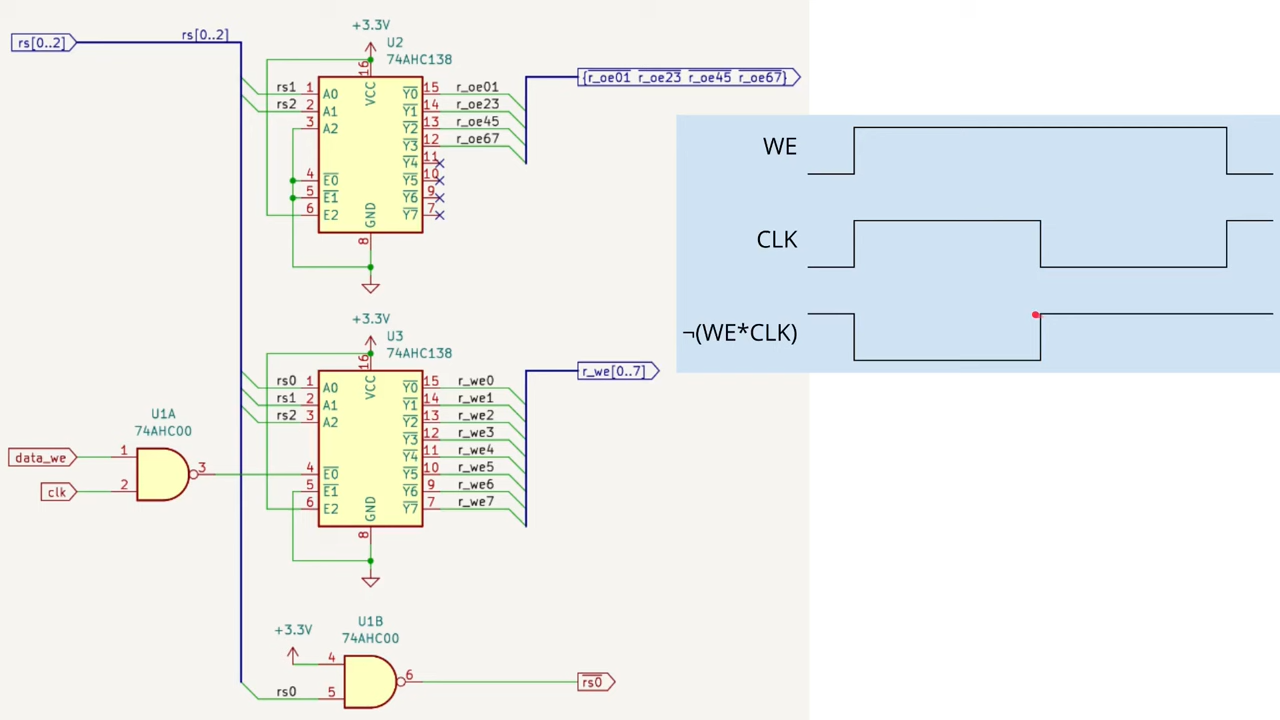 rs[0..2]
rs[0..2]
+3.3V
U2
74AHC138
16
VCC
rs1 1 A0
rs2 2 A1
3 A2
4 E0
5 E1
6 E2
GND
8
Y0 15 r_oe01
Y1 14 r_oe23
Y2 13 r_oe45
Y3 12 r_oe67
Y4 11
Y5 10
Y6 9
Y7 7
{r_oe01 r_oe23 r_oe45 r_oe67}
WE
CLK
¬(WE*CLK)
+3.3V
U3
74AHC138
16
VCC
rs0 1 A0
rs1 2 A1
rs2 3 A2
4 E0
5 E1
6 E2
GND
8
Y0 15 r_we0
Y1 14 r_we1
Y2 13 r_we2
Y3 12 r_we3
Y4 11 r_we4
Y5 10 r_we5
Y6 9 r_we6
Y7 7 r_we7
r_we[0..7]
U1A
74AHC00
data_we 1
clk 2
3
U1B
74AHC00
+3.3V
4
rs0 5
6
rs0